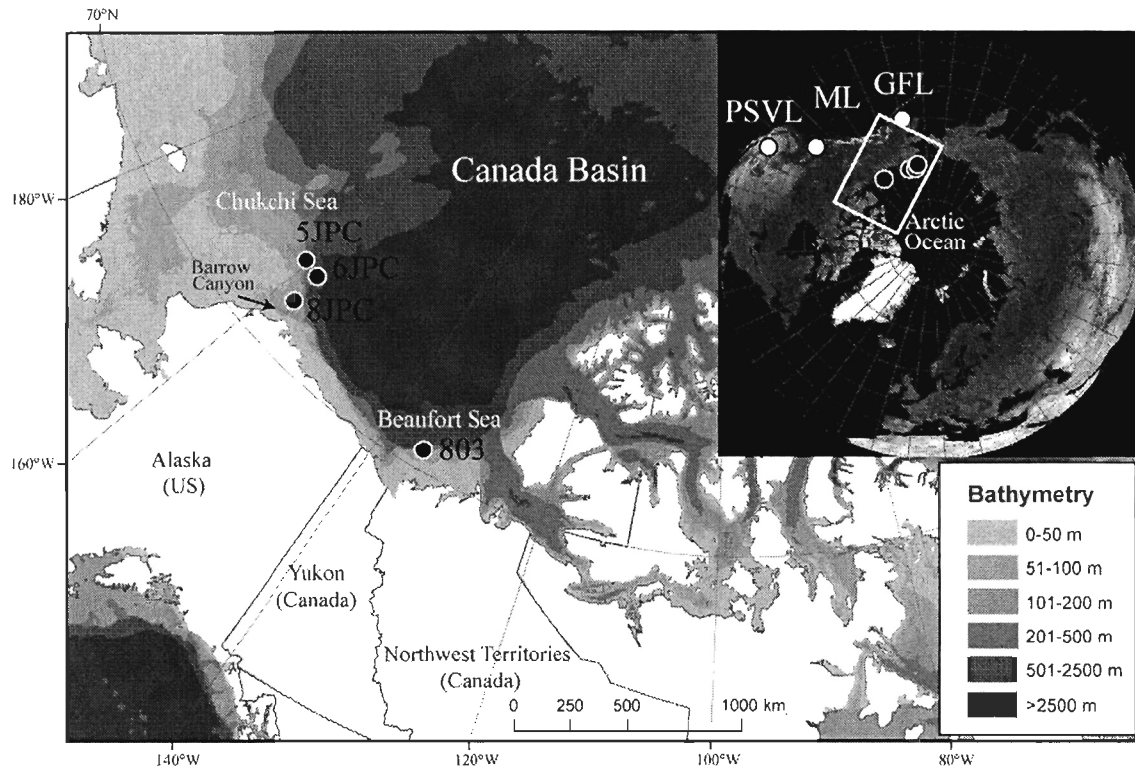 70°N
180°W
160°W
140°W
120°W
100°W
80°W
Canada Basin
Chukchi Sea
5JPC
6JPC
Barrow
Canyon
8JPC
Beaufort Sea
803
Alaska
(US)
Yukon
(Canada)
Northwest Territories
(Canada)
0 250 500 1000 km
PSVL
ML
GFL
Arctic
Ocean
Bathymetry
0-50 m
51-100 m
101-200 m
201-500 m
501-2500 m
>2500 m